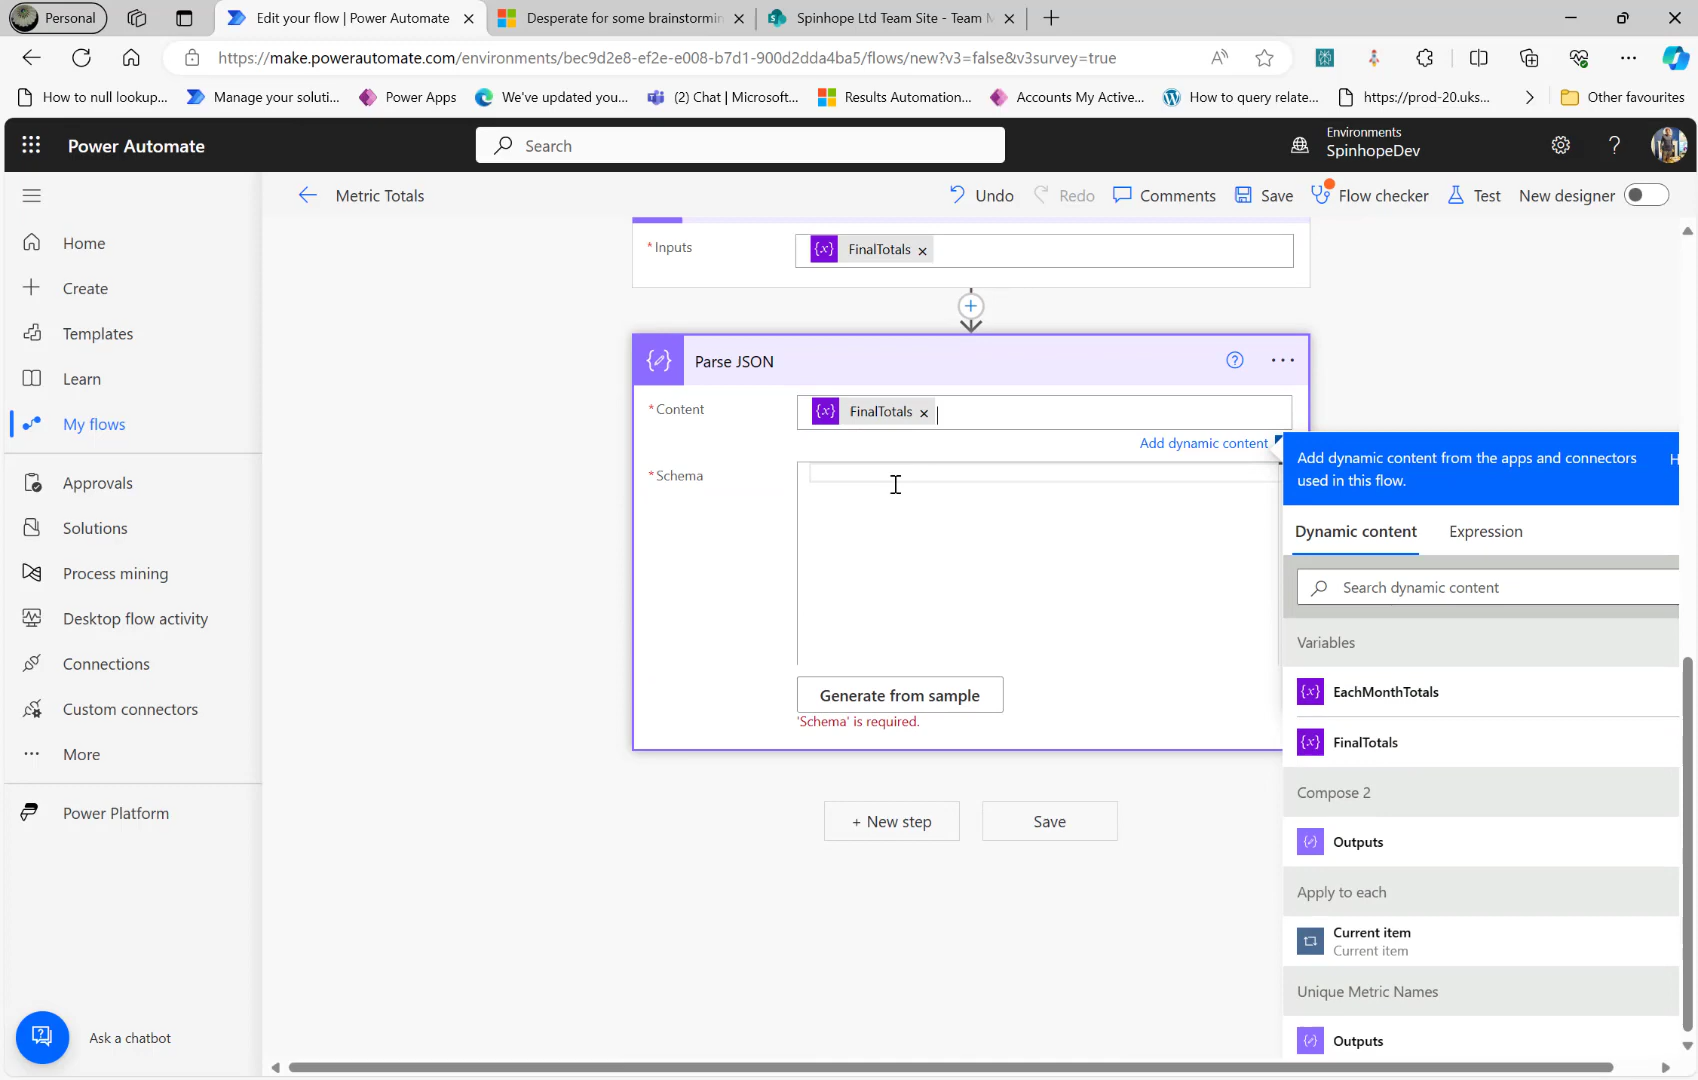 Personal
Edit your flow | Power Automate
Desperate for some brainstormin
Spinhope Ltd Team Site - Team M
https://make.powerautomate.com/environments/bec9d2e8-ef2e-e008-b7d1-900d2dda4ba5/flows/new?v3=false&v3survey=true
How to null lookup...
Manage your soluti...
Power Apps
We've updated you...
(2) Chat | Microsoft...
Results Automation...
Accounts My Active...
How to query relate...
https://prod-20.uks...
Other favourites
Power Automate
Search
Environments
SpinhopeDev
Metric Totals
Undo
Redo
Comments
Save
Flow checker
Test
New designer
Home
Create
Templates
Learn
My flows
Approvals
Solutions
Process mining
Desktop flow activity
Connections
Custom connectors
More
Power Platform
Ask a chatbot
* Inputs
FinalTotals
Parse JSON
* Content
FinalTotals
Add dynamic content
* Schema
Generate from sample
'Schema' is required.
+ New step
Save
Add dynamic content from the apps and connectors
used in this flow.
H
Dynamic content
Expression
Search dynamic content
Variables
EachMonthTotals
FinalTotals
Compose 2
Outputs
Apply to each
Current item
Current item
Unique Metric Names
Outputs